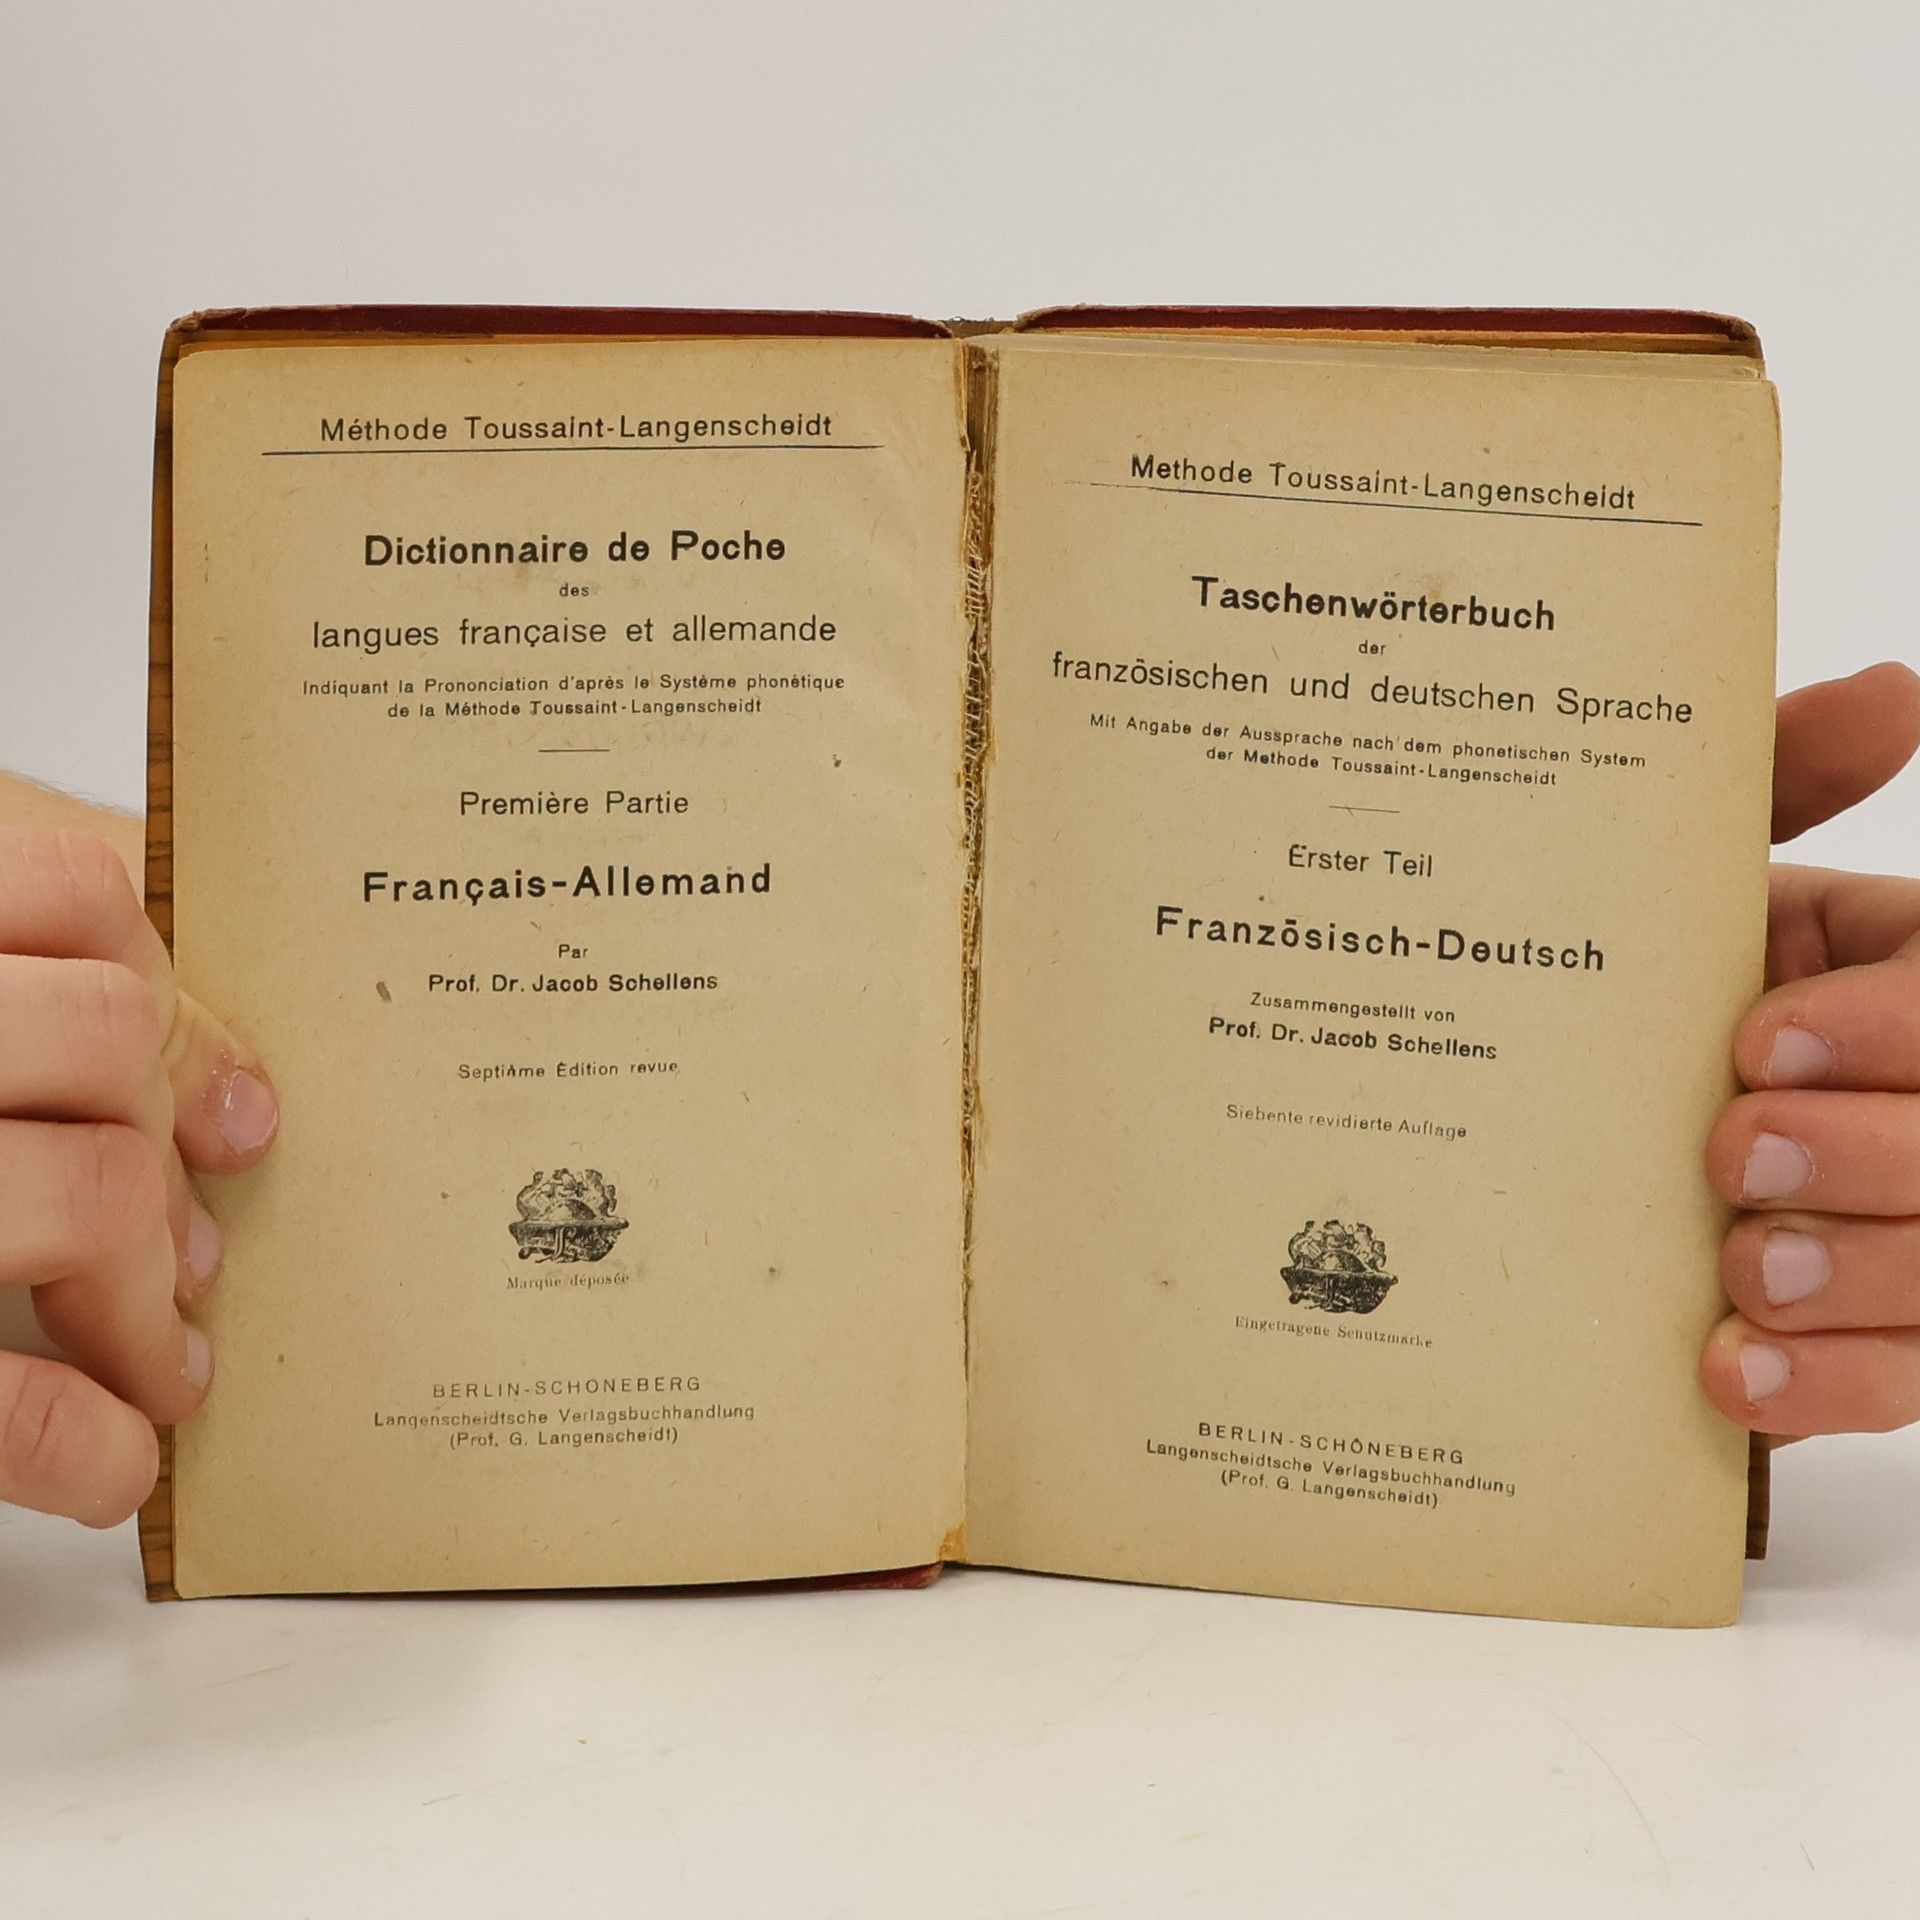 Méthode Toussaint-Langenscheidt
Dictionnaire de Poche
des
langues française et allemande
Indiquant la Prononciation d'après le Système phonétique
de la Méthode Toussaint-Langenscheidt
Première Partie
Français-Allemand
Par
Prof. Dr. Jacob Schellens
Septième Édition revue
Marque déposée
BERLIN-SCHÖNEBERG
Langenscheidtsche Verlagsbuchhandlung
(Prof. G. Langenscheidt)
Methode Toussaint-Langenscheidt
Taschenwörterbuch
der
französischen und deutschen Sprache
Mit Angabe der Aussprache nach dem phonetischen System
der Methode Toussaint-Langenscheidt
Erster Teil
Französisch-Deutsch
Zusammengestellt von
Prof. Dr. Jacob Schellens
Siebente revidierte Auflage
Eingetragene Schutzmarke
BERLIN-SCHÖNEBERG
Langenscheidtsche Verlagsbuchhandlung
(Prof. G. Langenscheidt)